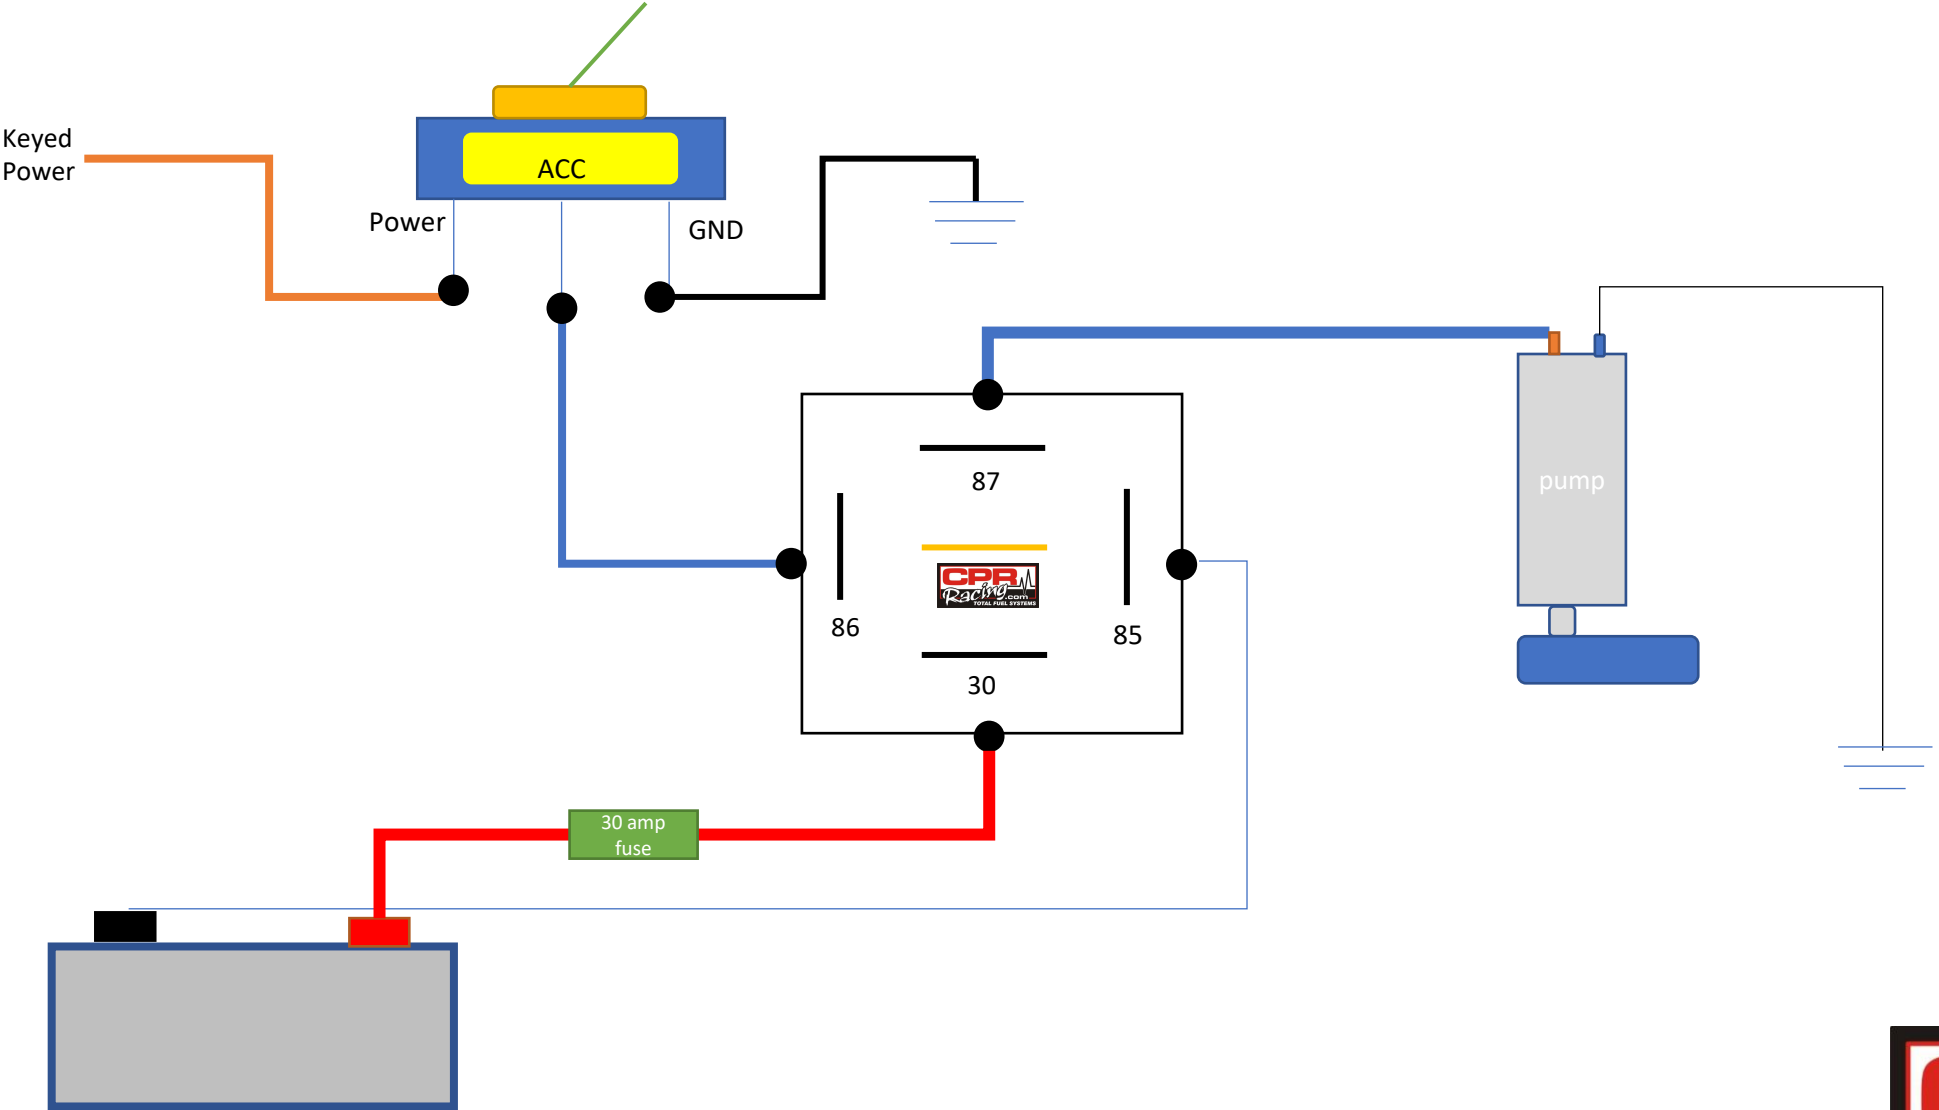 Keyed
Power
ACC
Power
GND
87
pump
CPR
Racing.com
TOTAL FUEL SYSTEMS
86
85
30
30 amp
fuse